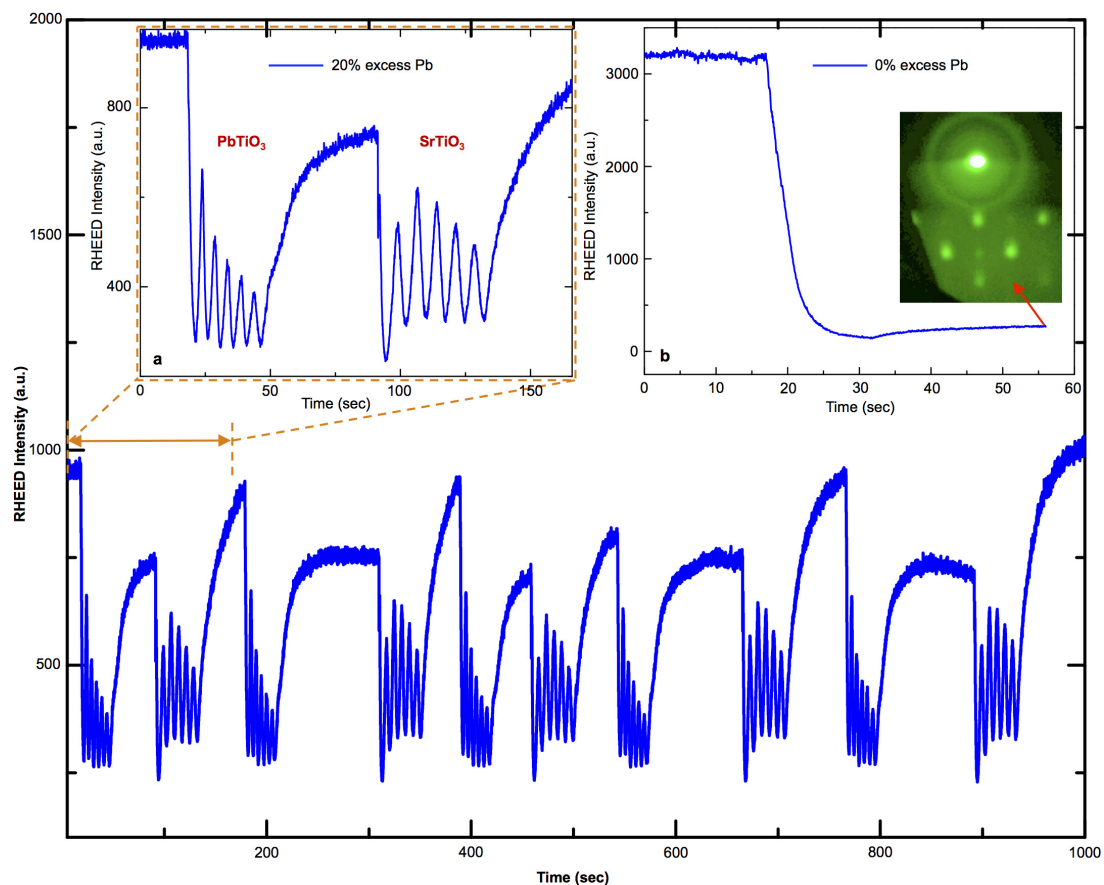 2000
1500
1000
500
RHEED Intensity (a.u.)
200
400
600
800
1000
Time (sec)
800
400
RHEED Intensity (a.u.)
20% excess Pb
PbTiO3
SrTiO3
a
0
50
100
150
Time (sec)
3000
2000
1000
0
RHEED Intensity (a.u.)
0% excess Pb
b
0
10
20
30
40
50
60
Time (sec)